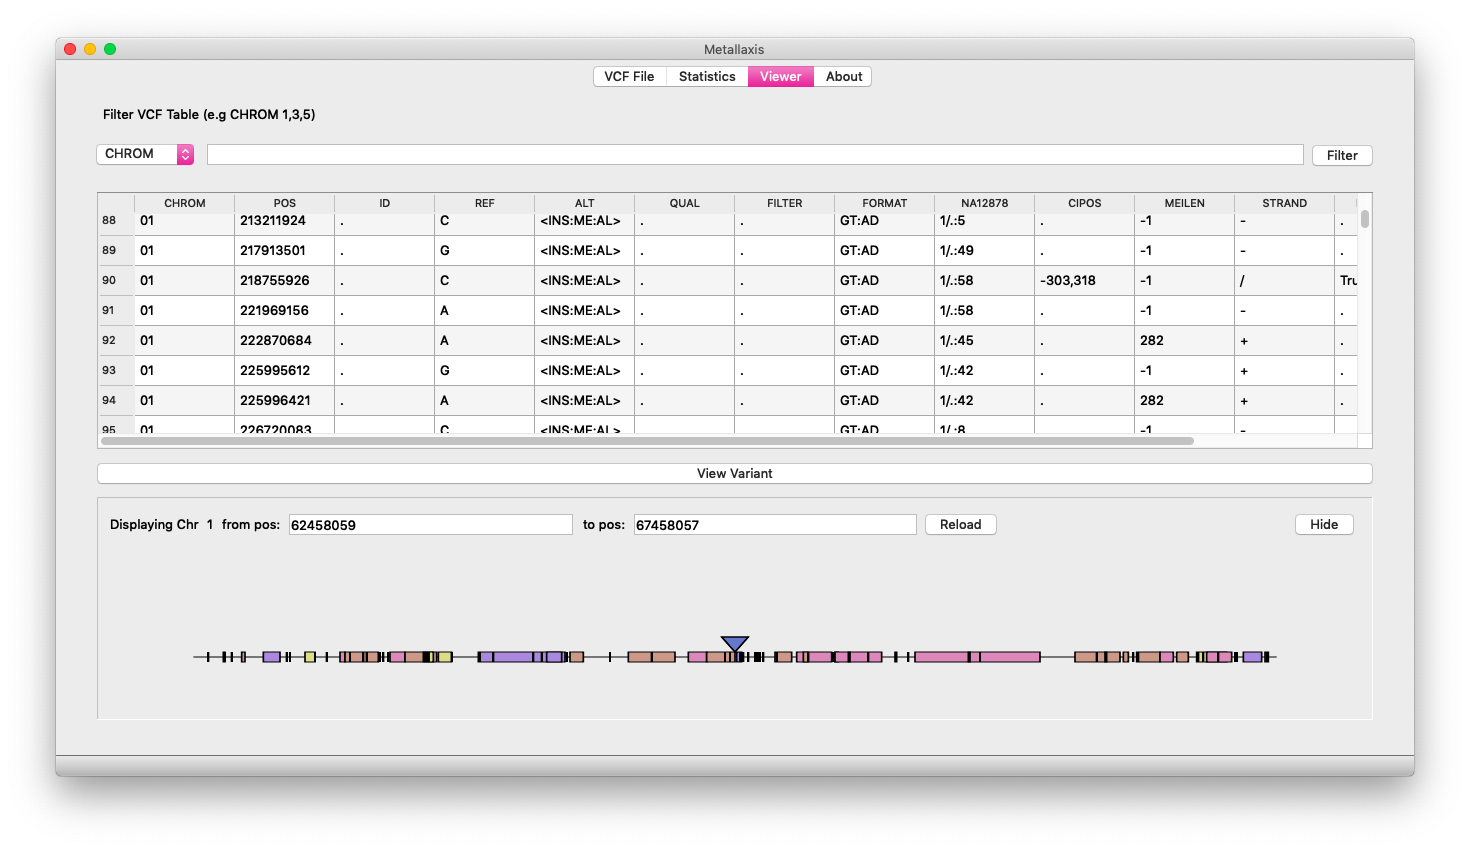 Metallaxis
VCF File Statistics Viewer About
Filter VCF Table (e.g CHROM 1,3,5)
CHROM Filter
CHROM POS ID REF ALT QUAL FILTER FORMAT NA12878 CIPOS MEILEN STRAND
88 01 213211924 . C <INS:ME:AL> . . GT:AD 1/.:5 . -1 - .
89 01 217913501 . G <INS:ME:AL> . . GT:AD 1/.:49 . -1 - .
90 01 218755926 . C <INS:ME:AL> . . GT:AD 1/.:58 -303,318 -1 / Tru
91 01 221969156 . A <INS:ME:AL> . . GT:AD 1/.:58 . -1 - .
92 01 222870684 . A <INS:ME:AL> . . GT:AD 1/.:45 . 282 + .
93 01 225995612 . G <INS:ME:AL> . . GT:AD 1/.:42 . -1 + .
94 01 225996421 . A <INS:ME:AL> . . GT:AD 1/.:42 . 282 + .
95 01 226720083 C <INS:ME:AL> GT:AD 1/.:8 -1 -
View Variant
Displaying Chr 1 from pos: 62458059 to pos: 67458057 Reload Hide